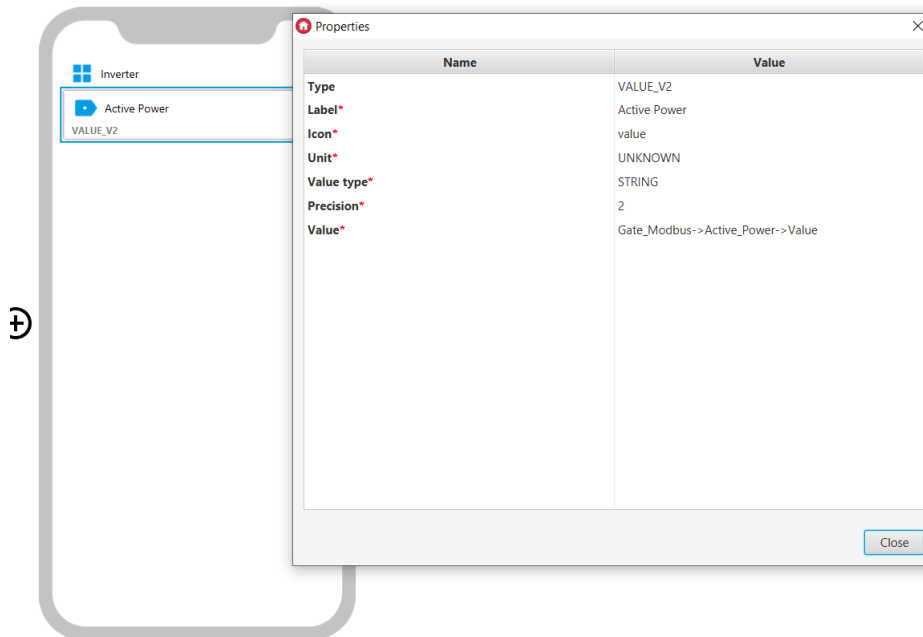 Properties
Name Value
Type VALUE_V2
Label* Active Power
Icon* value
Unit* UNKNOWN
Value type* STRING
Precision* 2
Value* Gate_Modbus->Active_Power->Value
Close
Inverter
Active Power
VALUE_V2